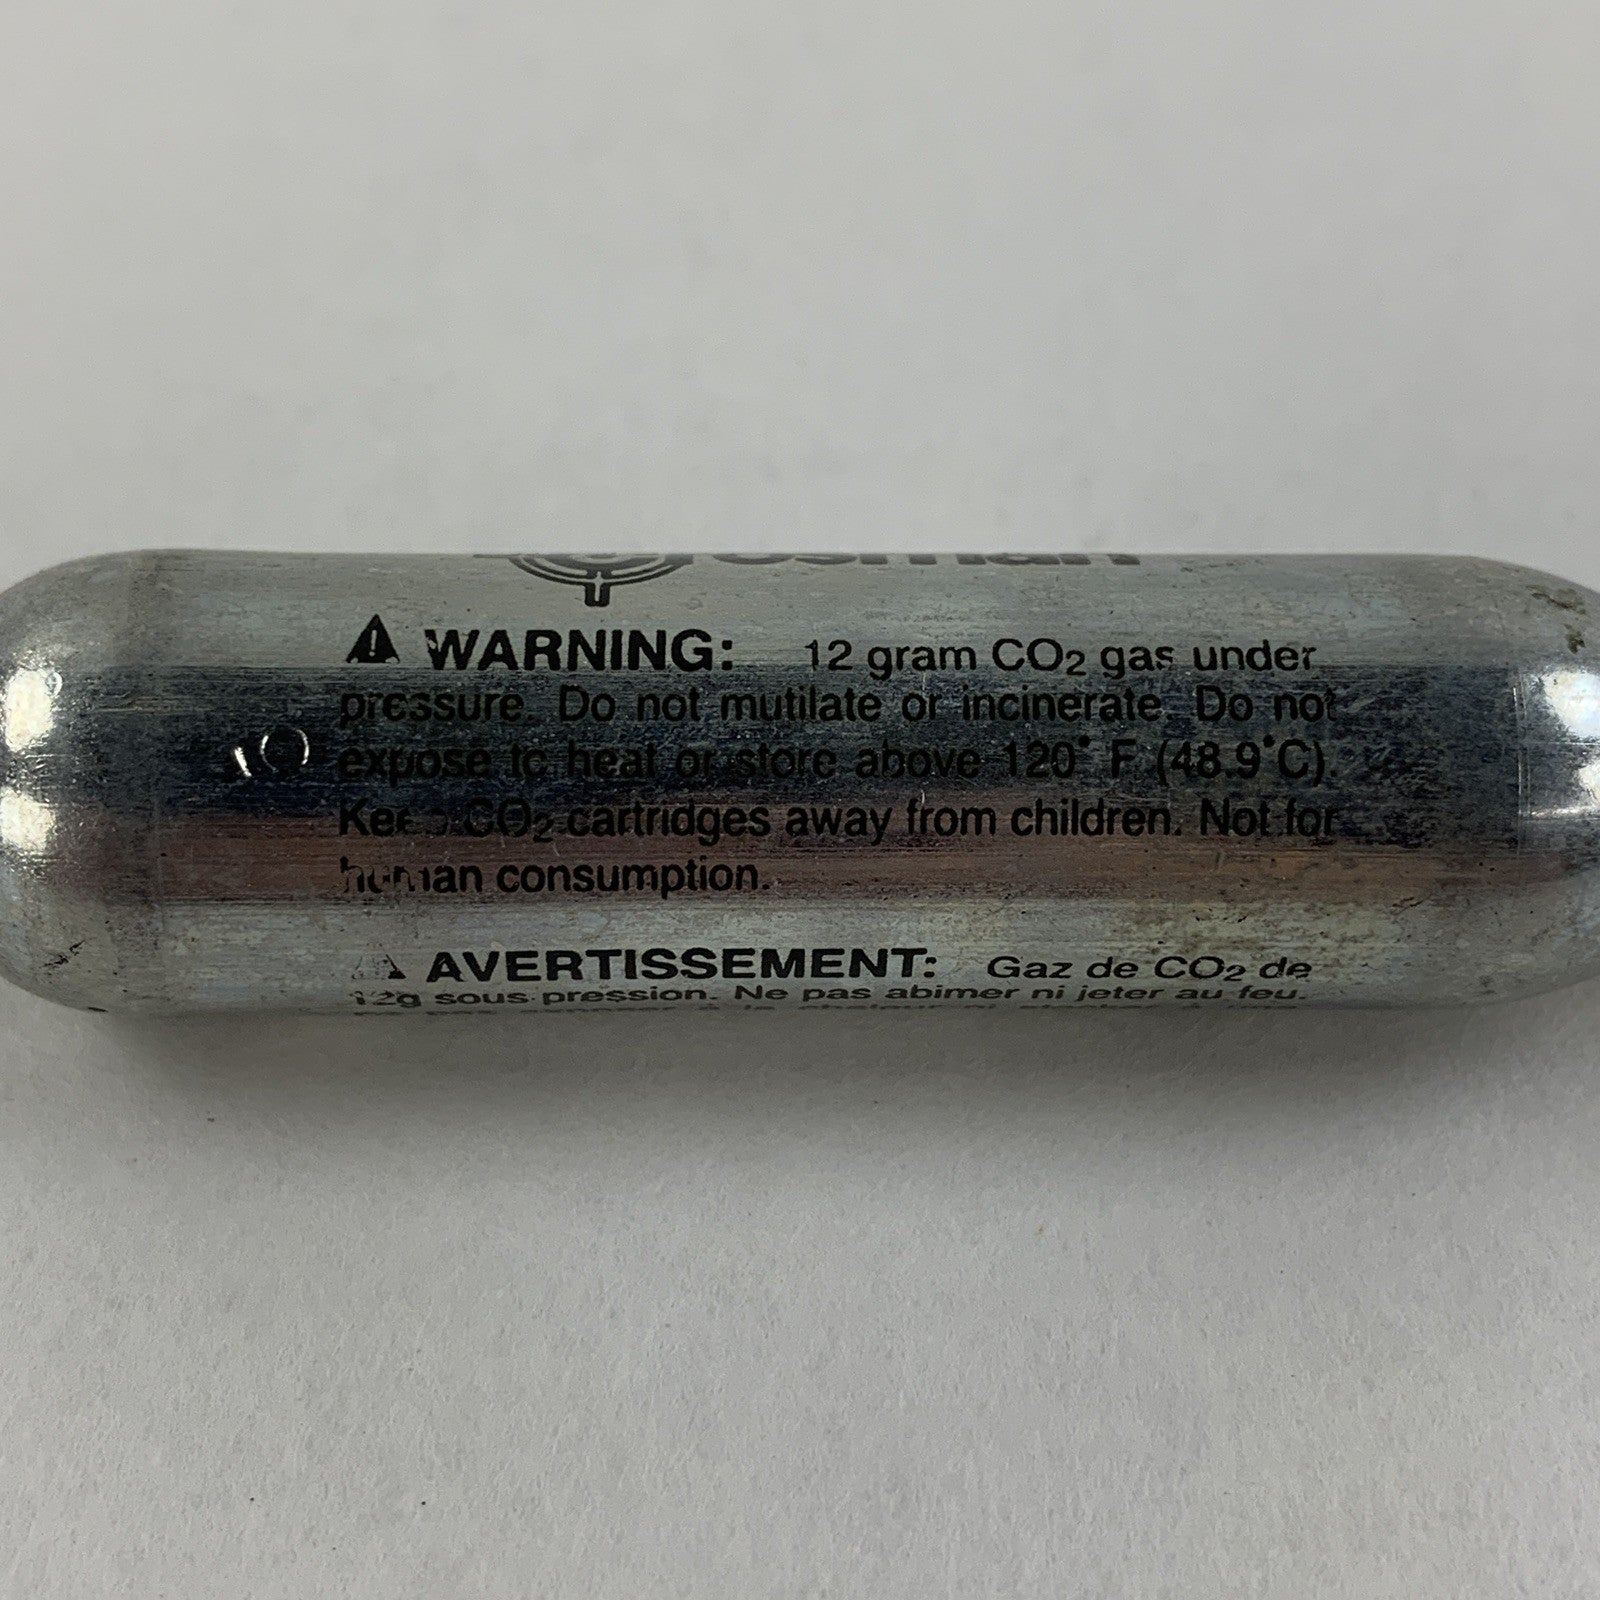 WARNING: 12 gram CO₂ gas under
pressure. Do not mutilate or incinerate. Do not
expose to heat or store above 120° F (48.9°C).
Keep CO₂ cartridges away from children. Not for
human consumption.
AVERTISSEMENT: Gaz de CO₂ de
12g sous pression. Ne pas abimer ni jeter au feu.